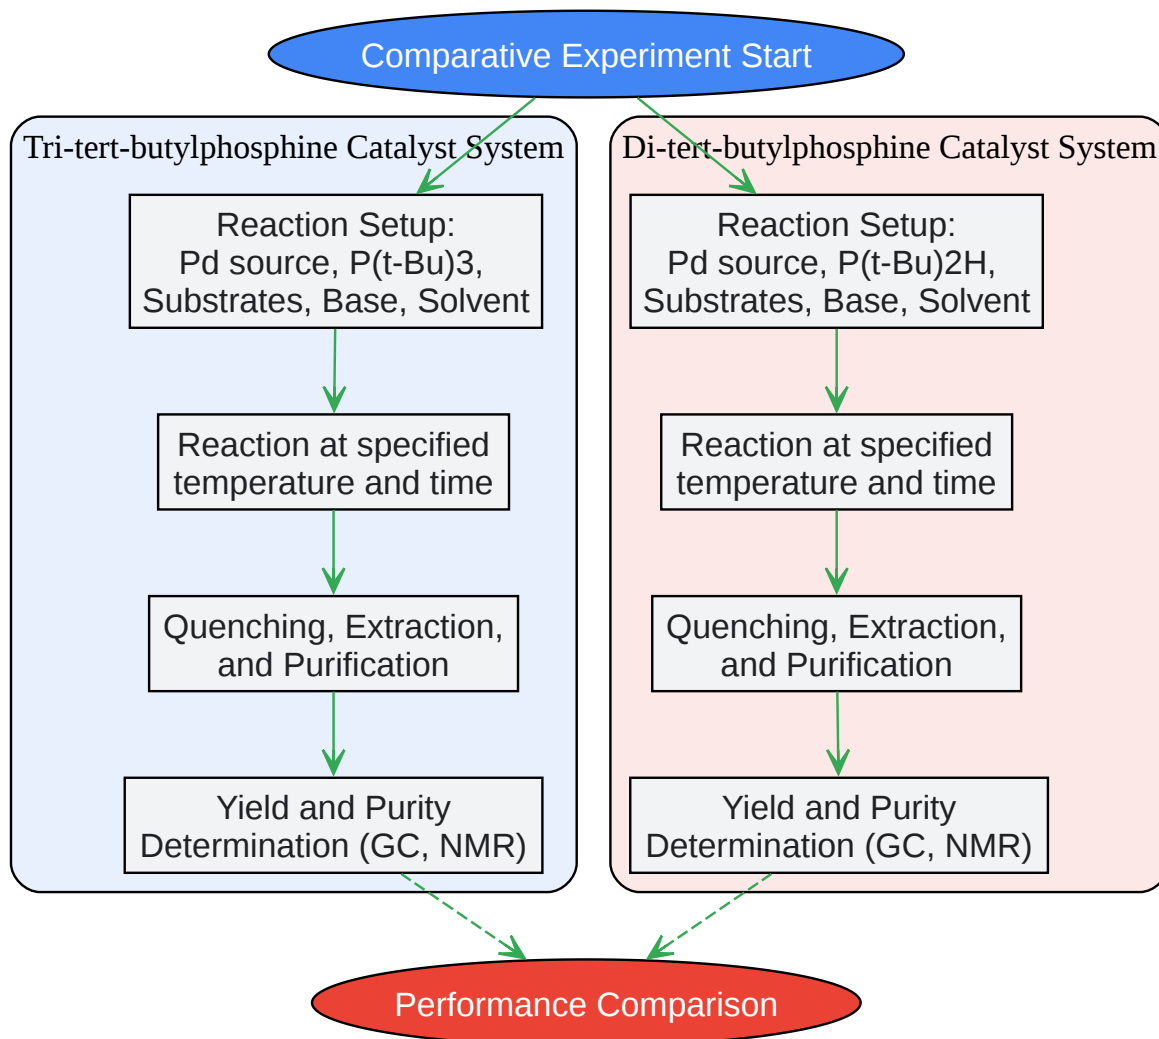 Comparative Experiment Start
Tri-tert-butylphosphine Catalyst System
Reaction Setup:
Pd source, P(t-Bu)3,
Substrates, Base, Solvent
Reaction at specified
temperature and time
Quenching, Extraction,
and Purification
Yield and Purity
Determination (GC, NMR)
Di-tert-butylphosphine Catalyst System
Reaction Setup:
Pd source, P(t-Bu)2H,
Substrates, Base, Solvent
Reaction at specified
temperature and time
Quenching, Extraction,
and Purification
Yield and Purity
Determination (GC, NMR)
Performance Comparison